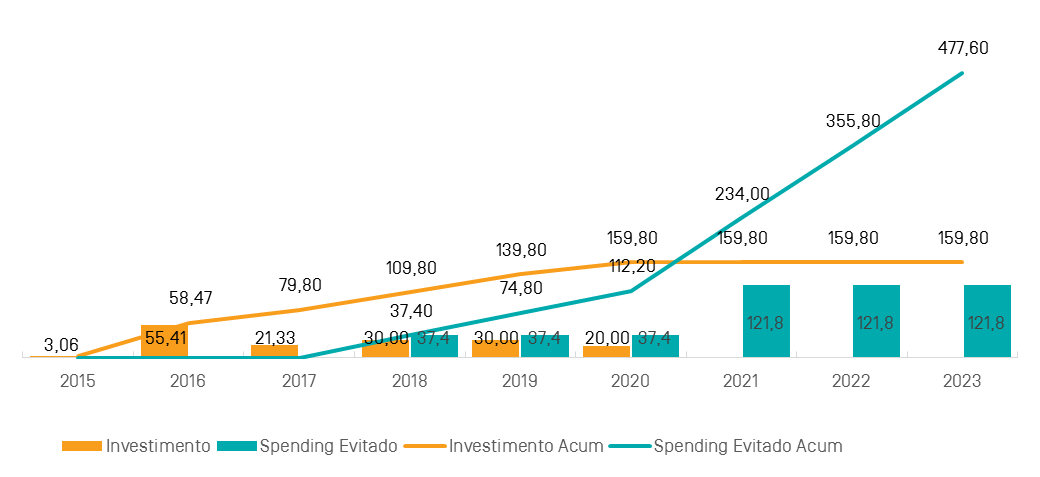 477,60
355,80
234,00
139,80 159,80 159,80 159,80 159,80
109,80 112,20
79,80 74,80
58,47 37,40
3,06 55,41 21,33 30,00 37,4 30,00 37,4 20,00 37,4 121,8 121,8 121,8
2015 2016 2017 2018 2019 2020 2021 2022 2023
Investimento Spending Evitado Investimento Acum Spending Evitado Acum